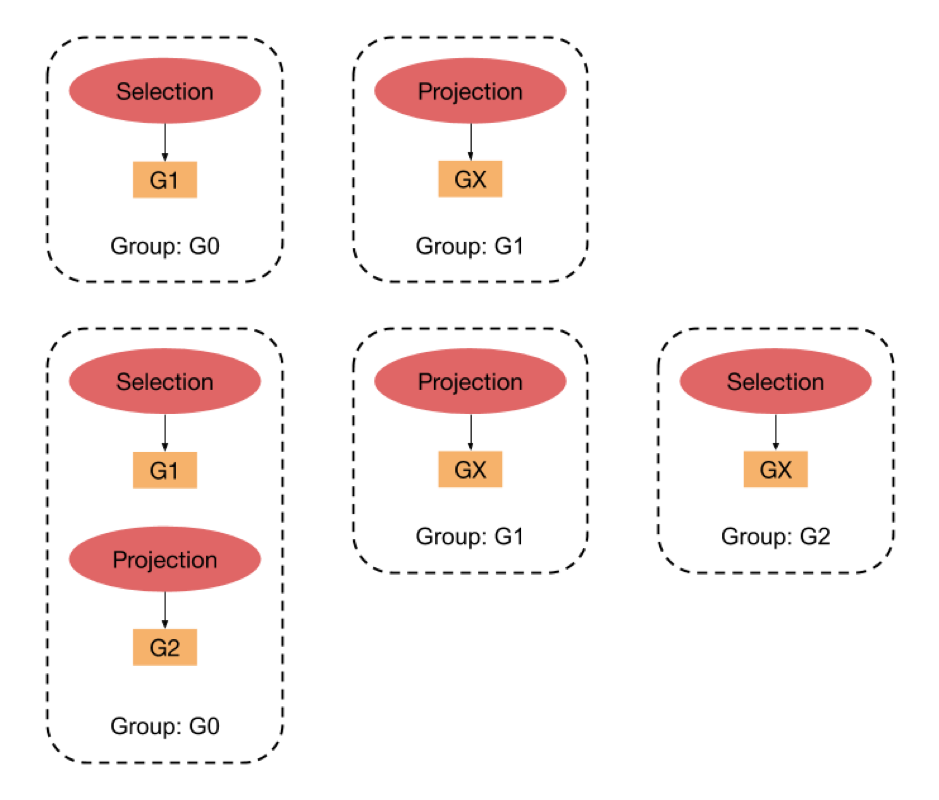 Selection
G1
Group: G0
Projection
GX
Group: G1
Selection
G1
Projection
G2
Group: G0
Projection
GX
Group: G1
Selection
GX
Group: G2